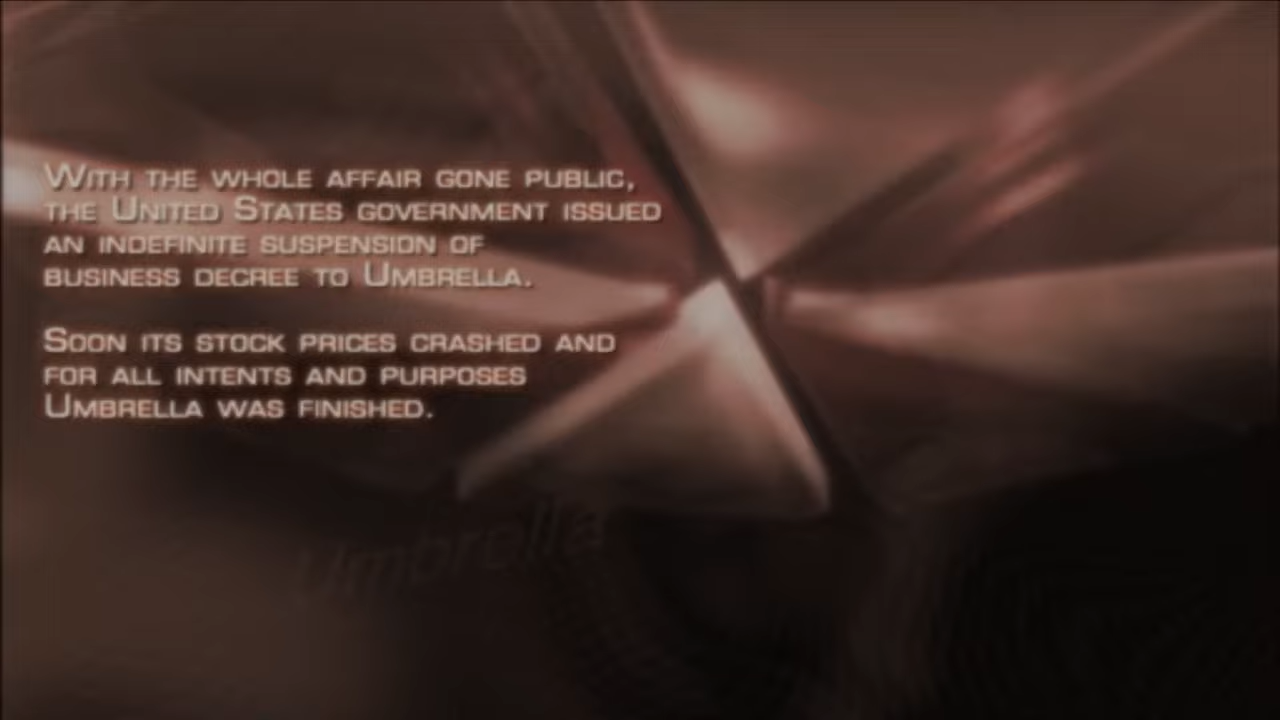 With the whole affair gone public,
the United States government issued
an indefinite suspension of
business decree to Umbrella.
Soon its stock prices crashed and
for all intents and purposes
Umbrella was finished.
Umbrella